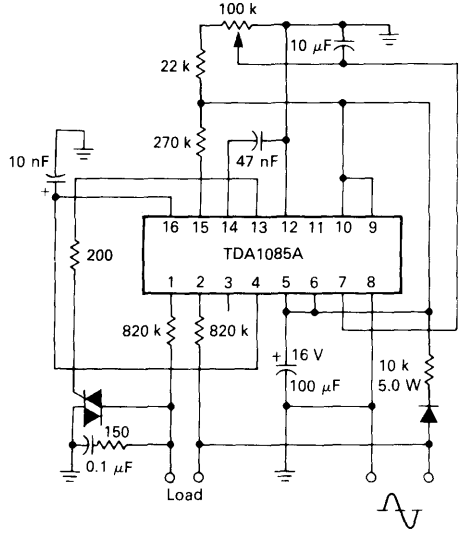 100 k
10 µF
22 k
270 k
47 nF
10 nF
+
200
16 15 14 13 12 11 10 9
TDA1085A
1 2 3 4 5 6 7 8
820 k
820 k
+
16 V
100 µF
10 k
5.0 W
150
0.1 µF
Load